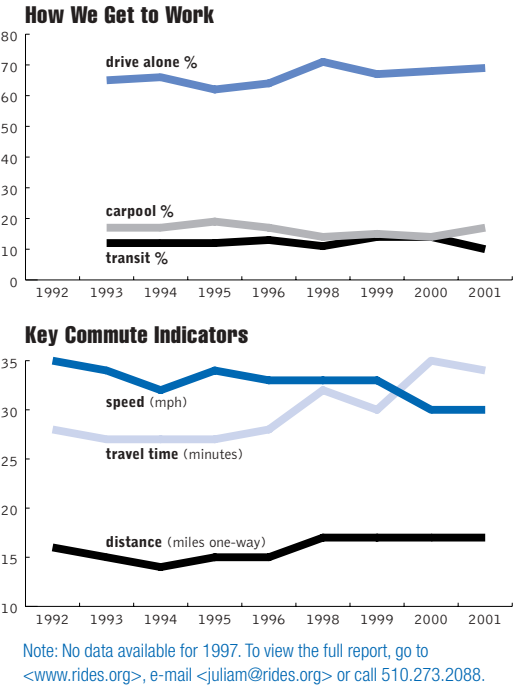 How We Get to Work
80
drive alone %
70
60
50
40
30
carpool %
20
10
transit %
0
1992 1993 1994 1995 1996 1998 1999 2000 2001
Key Commute Indicators
35
speed (mph)
30
travel time (minutes)
25
20
distance (miles one-way)
15
10
1992 1993 1994 1995 1996 1998 1999 2000 2001
Note: No data available for 1997. To view the full report, go to
<www.rides.org>, e-mail <juliam@rides.org> or call 510.273.2088.